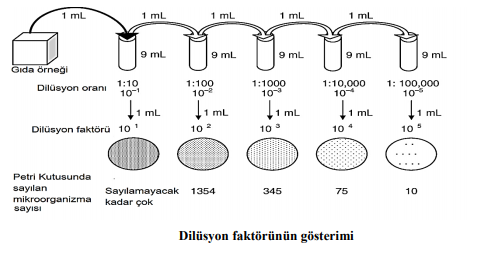 1 mL 1 mL 1 mL 1 mL 1 mL
9 mL 9 mL 9 mL 9 mL 9 mL
Gıda örneği
Dilüsyon oranı 1:10 1:100 1:1000 1:10,000 1: 100,000
10⁻¹ 10⁻² 10⁻³ 10⁻⁴ 10⁻⁵
1 mL 1 mL 1 mL 1 mL 1 mL
Dilüsyon faktörü 10 ¹ 10 ² 10 ³ 10 ⁴ 10 ⁵
Petri Kutusunda
sayılan Sayılamayacak 1354 345 75 10
mikroorganizma kadar çok
sayısı
Dilüsyon faktörünün gösterimi